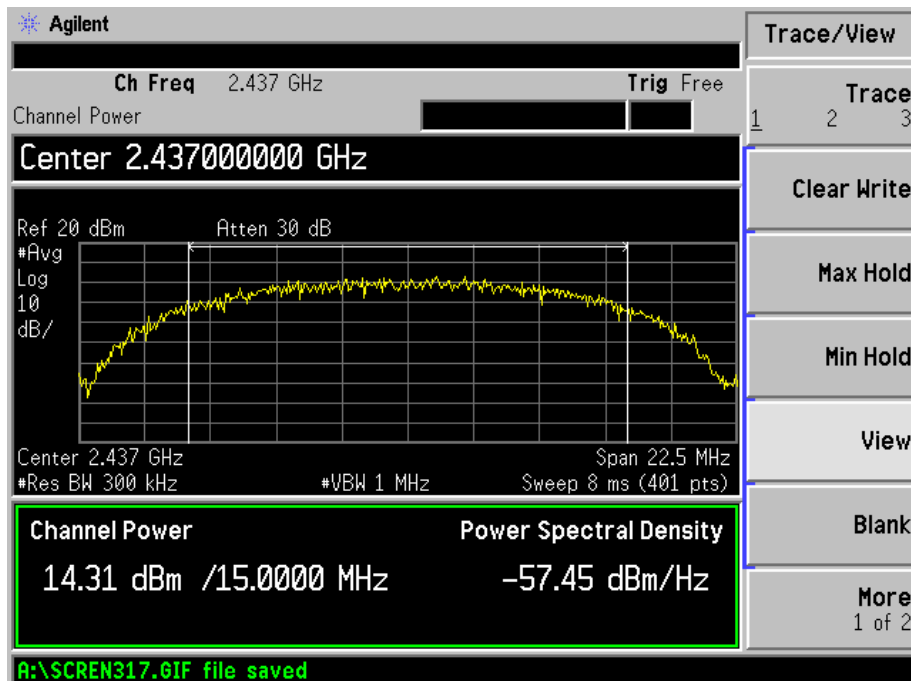 Agilent
Trace/View
Ch Freq 2.437 GHz Trig Free
Channel Power
Trace
1 2 3
Center 2.437000000 GHz
Clear Write
Ref 20 dBm Atten 30 dB
#Avg
Log
10
dB/
Max Hold
Min Hold
View
Center 2.437 GHz Span 22.5 MHz
#Res BW 300 kHz #VBW 1 MHz Sweep 8 ms (401 pts)
Channel Power Power Spectral Density
14.31 dBm /15.0000 MHz -57.45 dBm/Hz
Blank
More
1 of 2
A:\SCREN317.GIF file saved